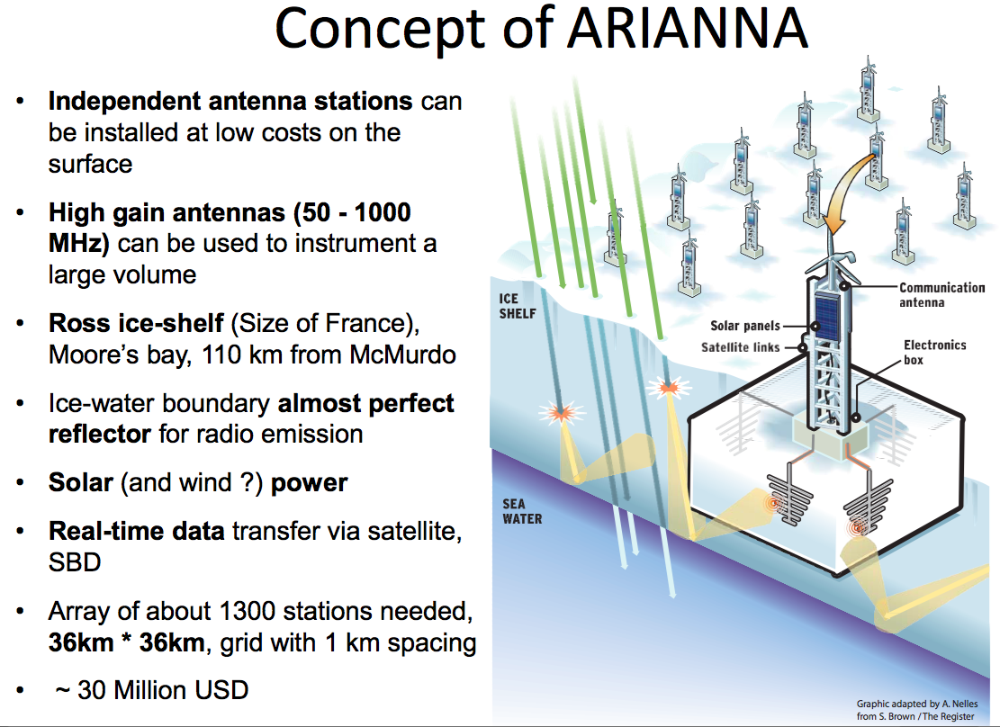 Concept of ARIANNA
• Independent antenna stations can
be installed at low costs on the
surface
• High gain antennas (50 - 1000
MHz) can be used to instrument a
large volume
• Ross ice-shelf (Size of France),
Moore's bay, 110 km from McMurdo
• Ice-water boundary almost perfect
reflector for radio emission
• Solar (and wind ?) power
• Real-time data transfer via satellite,
SBD
• Array of about 1300 stations needed,
36km * 36km, grid with 1 km spacing
• ~ 30 Million USD
ICE
SHELF
Communication
antenna
Solar panels
Satellite links
Electronics
box
SEA
WATER
Graphic adapted by A. Nelles
from S. Brown /The Register